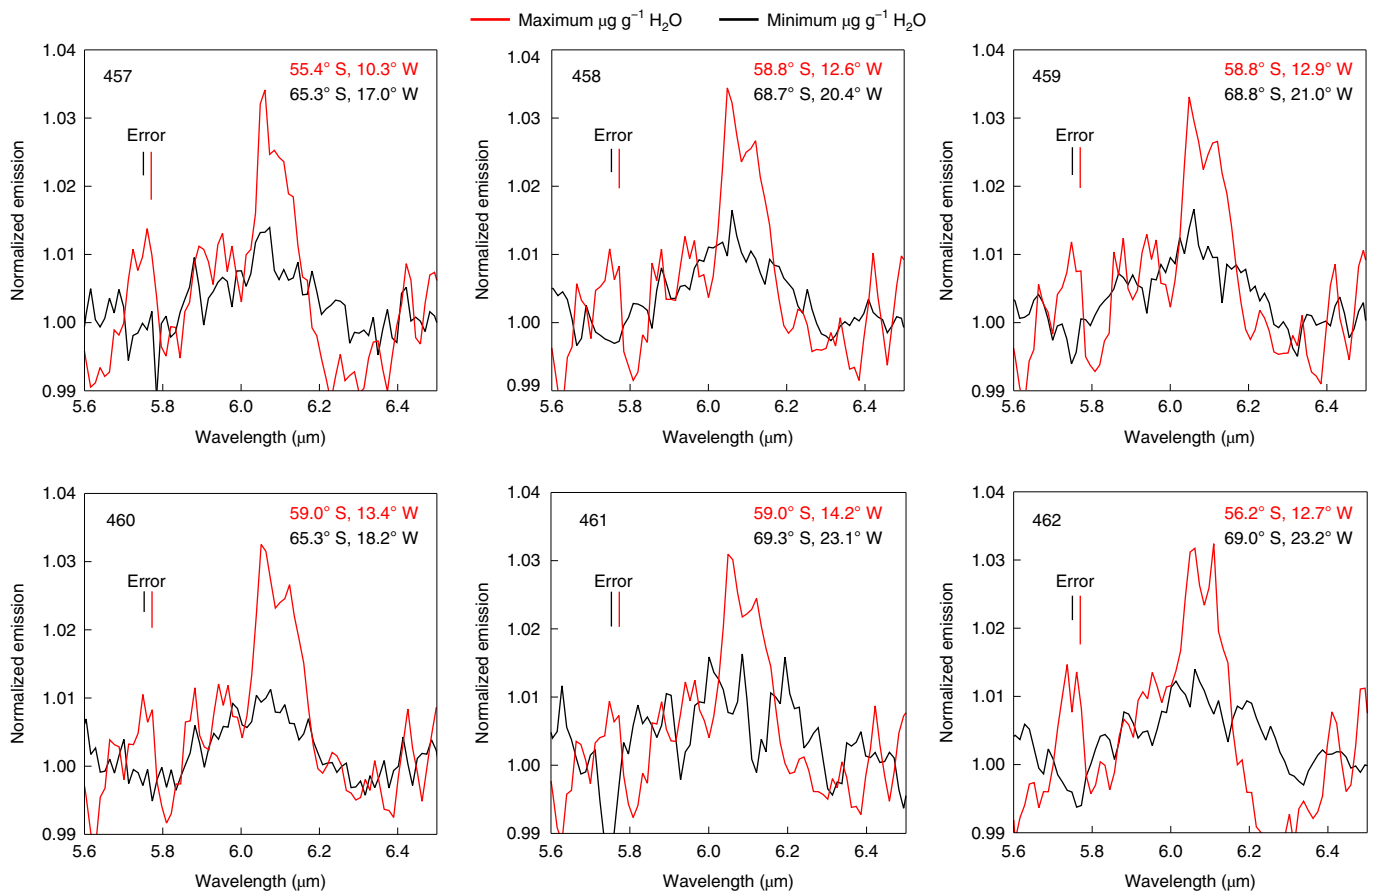 Maximum μg g⁻¹ H₂O Minimum μg g⁻¹ H₂O
457
55.4° S, 10.3° W
65.3° S, 17.0° W
Error
1.04
1.03
1.02
1.01
1.00
0.99
Normalized emission
5.6 5.8 6.0 6.2 6.4
Wavelength (μm)
458
58.8° S, 12.6° W
68.7° S, 20.4° W
Error
1.04
1.03
1.02
1.01
1.00
0.99
Normalized emission
5.6 5.8 6.0 6.2 6.4
Wavelength (μm)
459
58.8° S, 12.9° W
68.8° S, 21.0° W
Error
1.04
1.03
1.02
1.01
1.00
0.99
Normalized emission
5.6 5.8 6.0 6.2 6.4
Wavelength (μm)
460
59.0° S, 13.4° W
65.3° S, 18.2° W
Error
1.04
1.03
1.02
1.01
1.00
0.99
Normalized emission
5.6 5.8 6.0 6.2 6.4
Wavelength (μm)
461
59.0° S, 14.2° W
69.3° S, 23.1° W
Error
1.04
1.03
1.02
1.01
1.00
0.99
Normalized emission
5.6 5.8 6.0 6.2 6.4
Wavelength (μm)
462
56.2° S, 12.7° W
69.0° S, 23.2° W
Error
1.04
1.03
1.02
1.01
1.00
0.99
Normalized emission
5.6 5.8 6.0 6.2 6.4
Wavelength (μm)